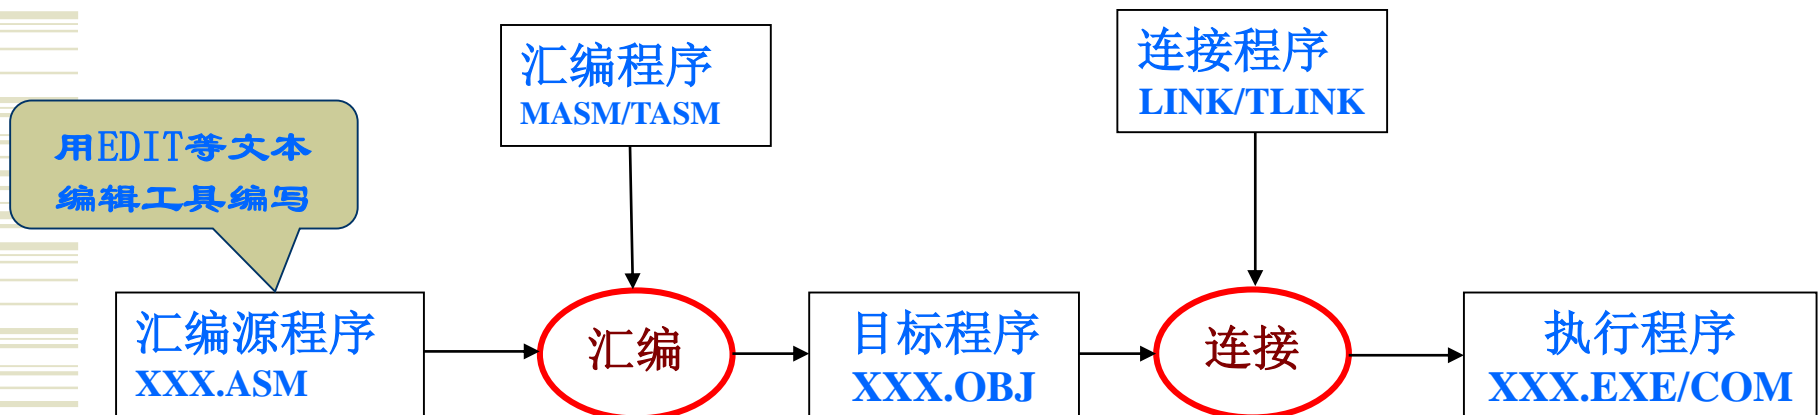 汇编程序
MASM/TASM
连接程序
LINK/TLINK
用EDIT等文本
编辑工具编写
汇编源程序
XXX.ASM
汇编
目标程序
XXX.OBJ
连接
执行程序
XXX.EXE/COM